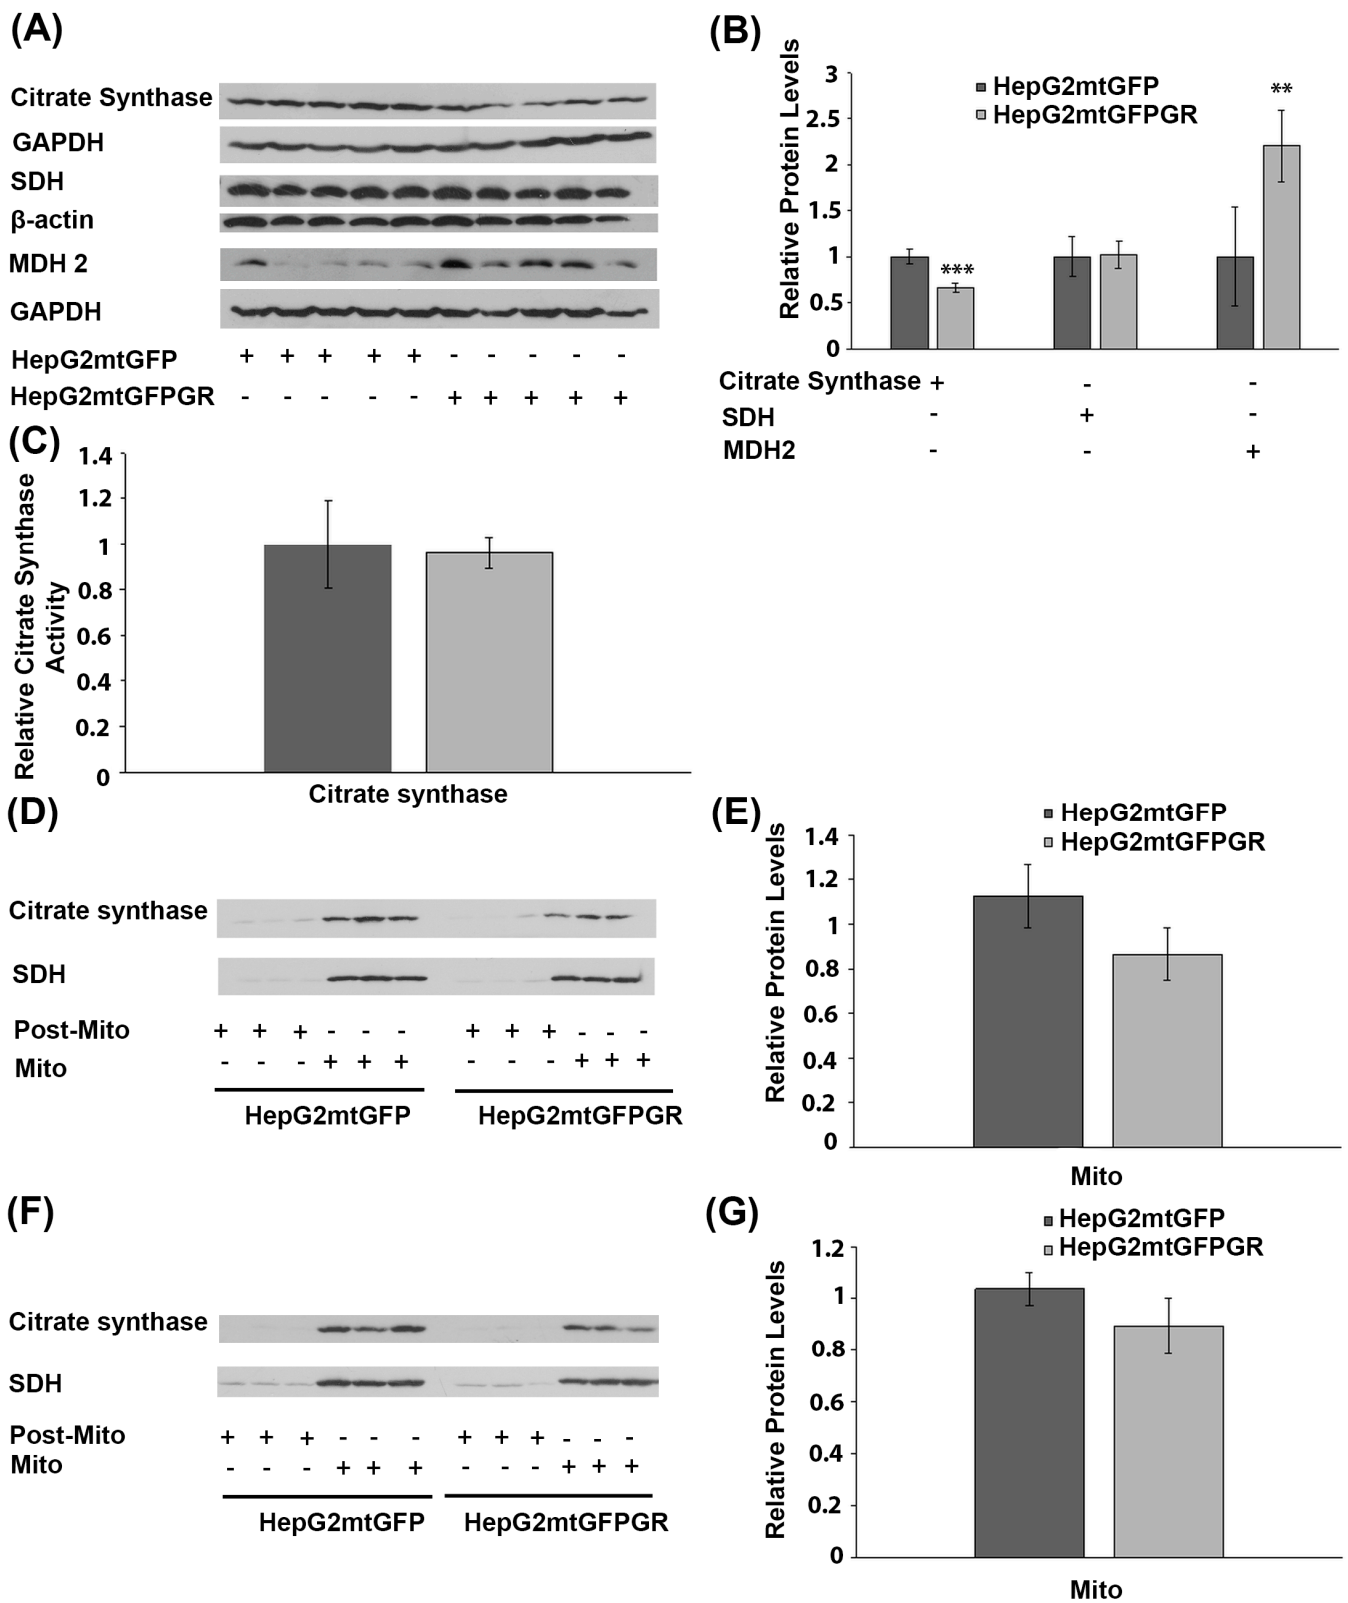 (A)
Citrate Synthase
GAPDH
SDH
β-actin
MDH 2
GAPDH
HepG2mtGFP + + + + + - - - - -
HepG2mtGFPGR - - - - - + + + + +
(B)
Relative Protein Levels
3
2.5
2
1.5
1
0.5
0
HepG2mtGFP
HepG2mtGFPGR
***
**
Citrate Synthase + - -
SDH - + -
MDH2 - - +
(C)
Relative Citrate Synthase
Activity
1.4
1.2
1
0.8
0.6
0.4
0.2
0
Citrate synthase
(D)
Citrate synthase
SDH
Post-Mito + + + - - - + + + - - -
Mito - - - + + + - - - + + +
HepG2mtGFP HepG2mtGFPGR
(E)
Relative Protein Levels
1.4
1.2
1
0.8
0.6
0.4
0.2
0
HepG2mtGFP
HepG2mtGFPGR
Mito
(F)
Citrate synthase
SDH
Post-Mito + + + - - - + + + - - -
Mito - - - + + + - - - + + +
HepG2mtGFP HepG2mtGFPGR
(G)
Relative Protein Levels
1.2
1
0.8
0.6
0.4
0.2
0
HepG2mtGFP
HepG2mtGFPGR
Mito